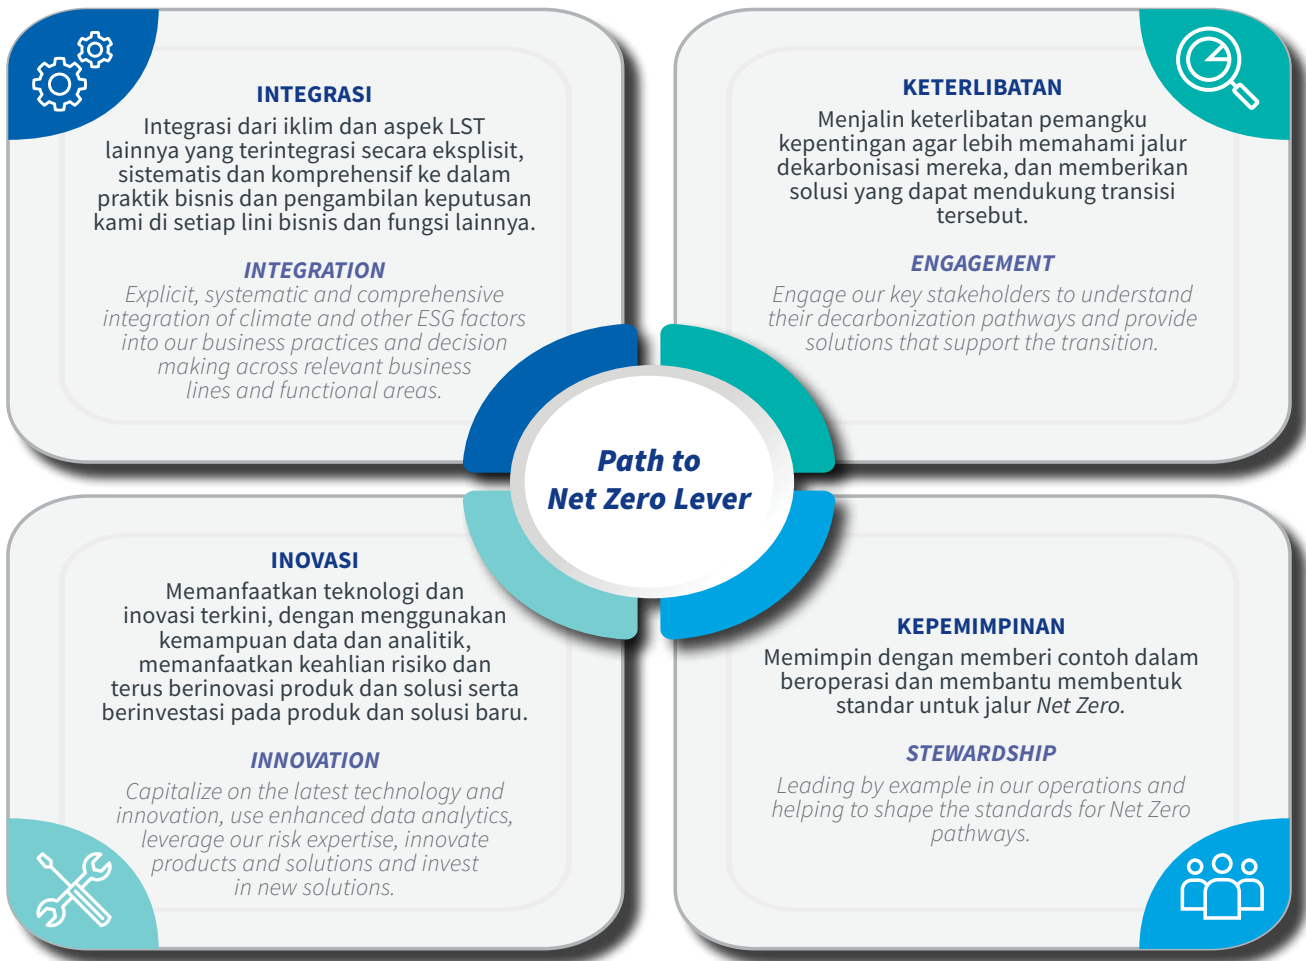 INTEGRASI
Integrasi dari iklim dan aspek LST
lainnya yang terintegrasi secara eksplisit,
sistematis dan komprehensif ke dalam
praktik bisnis dan pengambilan keputusan
kami di setiap lini bisnis dan fungsi lainnya.
INTEGRATION
Explicit, systematic and comprehensive
integration of climate and other ESG factors
into our business practices and decision
making across relevant business
lines and functional areas.
KETERLIBATAN
Menjalin keterlibatan pemangku
kepentingan agar lebih memahami jalur
dekarbonisasi mereka, dan memberikan
solusi yang dapat mendukung transisi
tersebut.
ENGAGEMENT
Engage our key stakeholders to understand
their decarbonization pathways and provide
solutions that support the transition.
Path to
Net Zero Lever
INOVASI
Memanfaatkan teknologi dan
inovasi terkini, dengan menggunakan
kemampuan data dan analitik,
memanfaatkan keahlian risiko dan
terus berinovasi produk dan solusi serta
berinvestasi pada produk dan solusi baru.
INNOVATION
Capitalize on the latest technology and
innovation, use enhanced data analytics,
leverage our risk expertise, innovate
products and solutions and invest
in new solutions.
KEPEMIMPINAN
Memimpin dengan memberi contoh dalam
beroperasi dan membantu membentuk
standar untuk jalur Net Zero.
STEWARDSHIP
Leading by example in our operations and
helping to shape the standards for Net Zero
pathways.